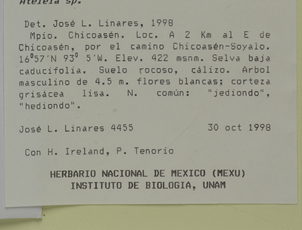 Ateleia sp.
Det. José L. Linares, 1998
Mpio. Chicoasén. Loc. A 2 Km al E de
Chicoasén, por el camino Chicoasén-Soyalo.
16°57'N 93° 5'W. Elev. 422 msnm. Selva baja
caducifolia. Suelo rocoso, cálizo. Arbol
masculino de 4.5 m. flores blancas; corteza
grisácea lisa. N. común: "jediondo",
"hediondo".
José L. Linares 4455 30 oct 1998
Con H. Ireland, P. Tenorio
HERBARIO NACIONAL DE MEXICO (MEXU)
INSTITUTO DE BIOLOGIA, UNAM